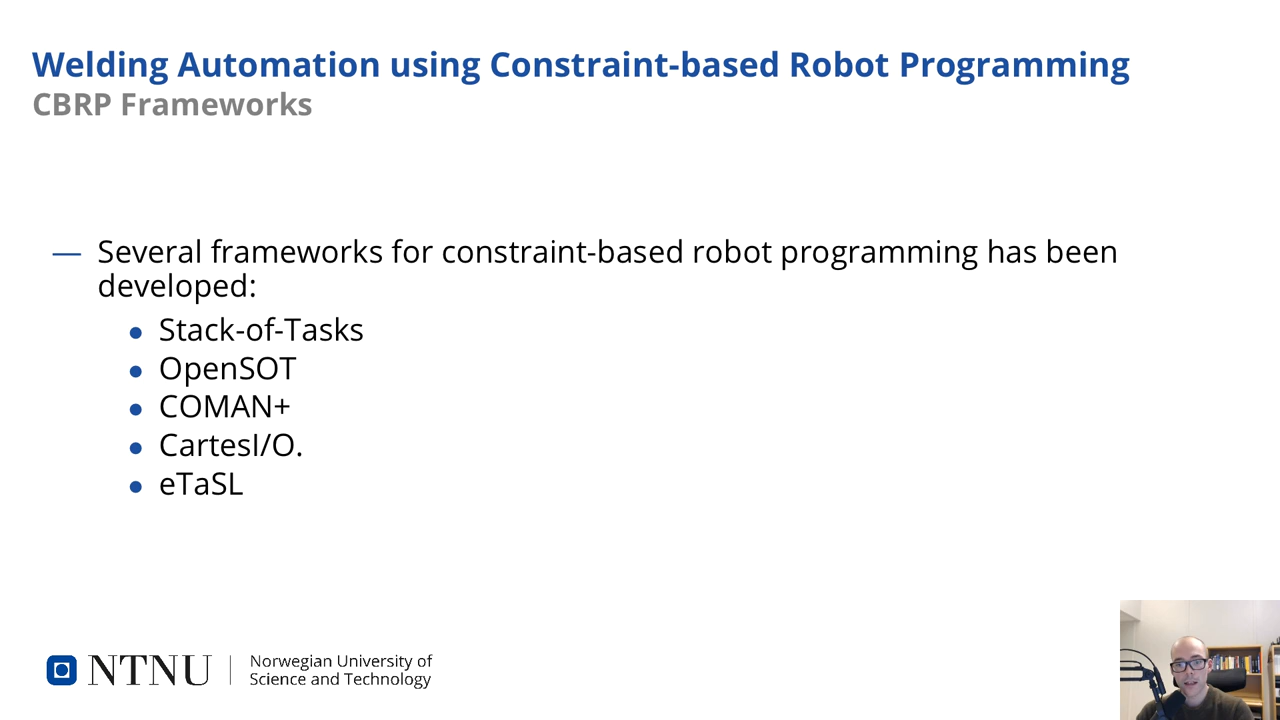 Welding Automation using Constraint-based Robot Programming
CBRP Frameworks
— Several frameworks for constraint-based robot programming has been
developed:
• Stack-of-Tasks
• OpenSOT
• COMAN+
• CartesI/O.
• eTaSL
NTNU
Norwegian University of
Science and Technology